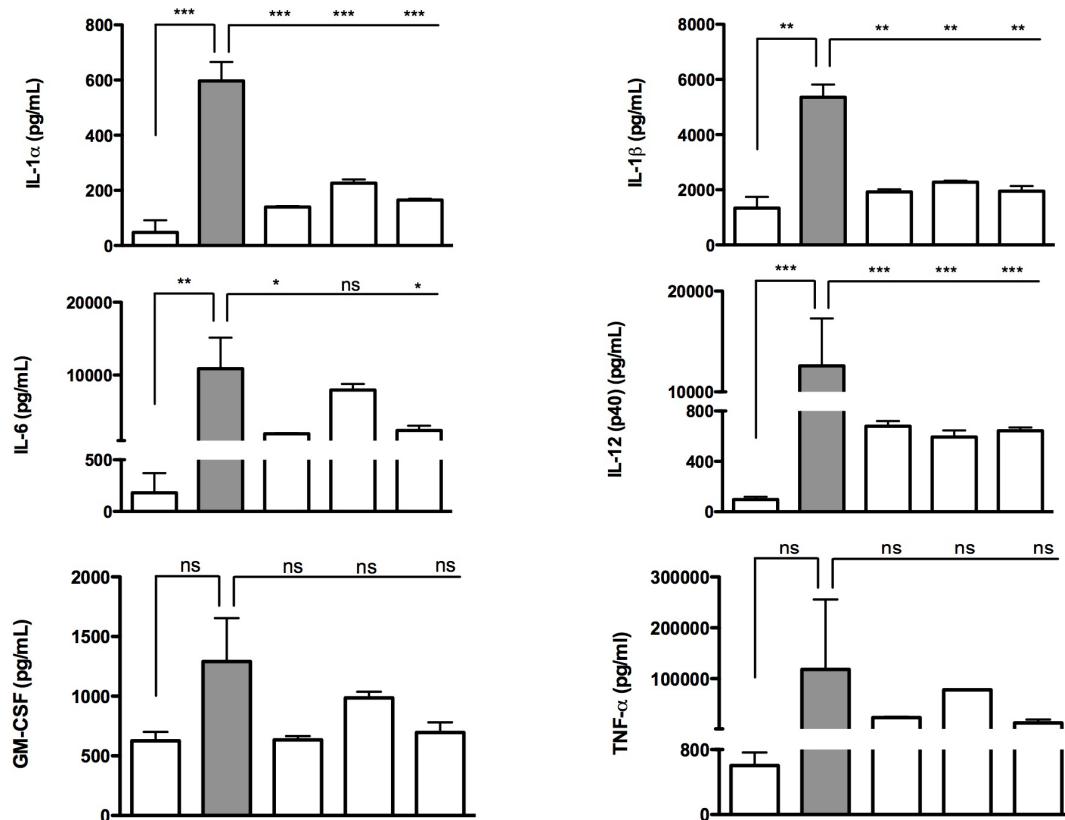 *** *** *** ***
800
600
400
200
0
IL-1α (pg/mL)
** ** ** **
8000
6000
4000
2000
0
IL-1β (pg/mL)
** * ns *
20000
10000
500
0
IL-6 (pg/mL)
*** *** *** ***
20000
10000
800
400
0
IL-12 (p40) (pg/mL)
ns ns ns ns
2000
1500
1000
500
0
GM-CSF (pg/mL)
ns ns ns ns
300000
200000
100000
800
0
TNF-α (pg/ml)